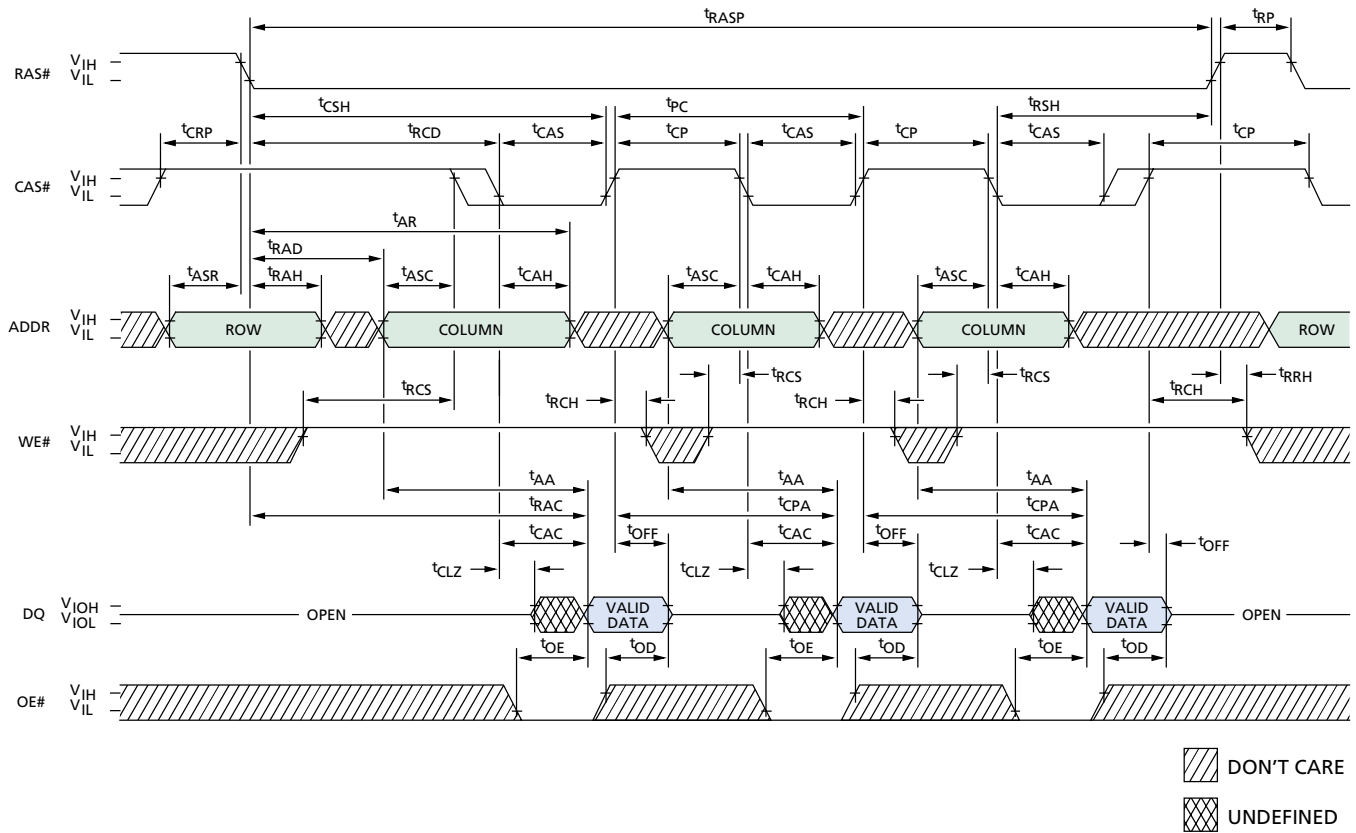 tRASP tRP
RAS# VIH
VIL
tCSH tPC tRSH
tCRP tRCD tCAS tCP tCAS tCP tCAS tCP
CAS# VIH
VIL
tAR
tRAD
tASR tRAH tASC tCAH tASC tCAH tASC tCAH
ADDR VIH
VIL
ROW COLUMN COLUMN COLUMN ROW
tRCS tRCS tRRH
tRCS tRCH tRCH tRCH
WE# VIH
VIL
tAA tAA tAA
tRAC tCPA tCPA
tCAC tOFF tCAC tOFF tCAC tOFF
tCLZ tCLZ tCLZ
DQ VIOH
VIOL
OPEN VALID DATA VALID DATA VALID DATA OPEN
tOE tOD tOE tOD tOE tOD
OE# VIH
VIL
DON'T CARE
UNDEFINED